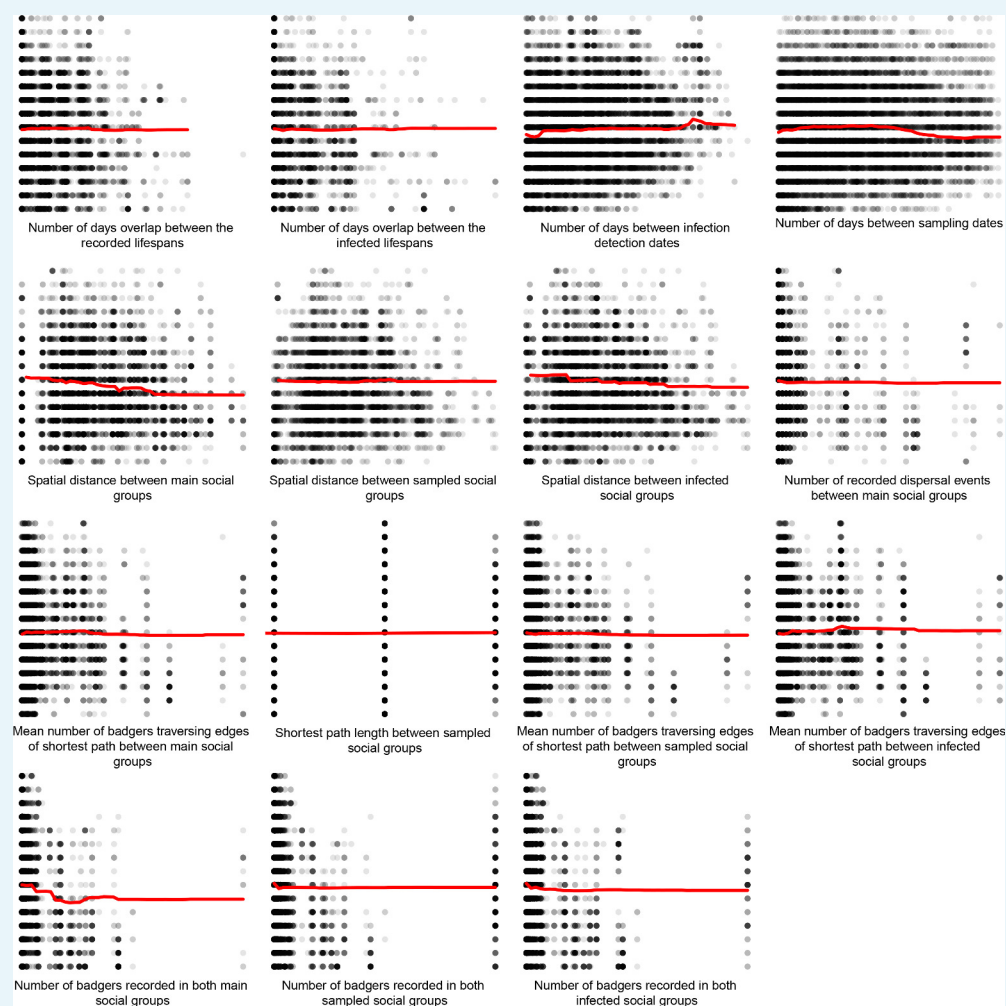 Number of days overlap between the
recorded lifespans
Number of days overlap between the
infected lifespans
Number of days between infection
detection dates
Number of days between sampling dates
Spatial distance between main social
groups
Spatial distance between sampled social
groups
Spatial distance between infected
social groups
Number of recorded dispersal events
between main social groups
Mean number of badgers traversing edges
of shortest path between main social
groups
Shortest path length between sampled
social groups
Mean number of badgers traversing edges
of shortest path between sampled social
groups
Mean number of badgers traversing edges
of shortest path between infected
social groups
Number of badgers recorded in both main
social groups
Number of badgers recorded in both
sampled social groups
Number of badgers recorded in both
infected social groups